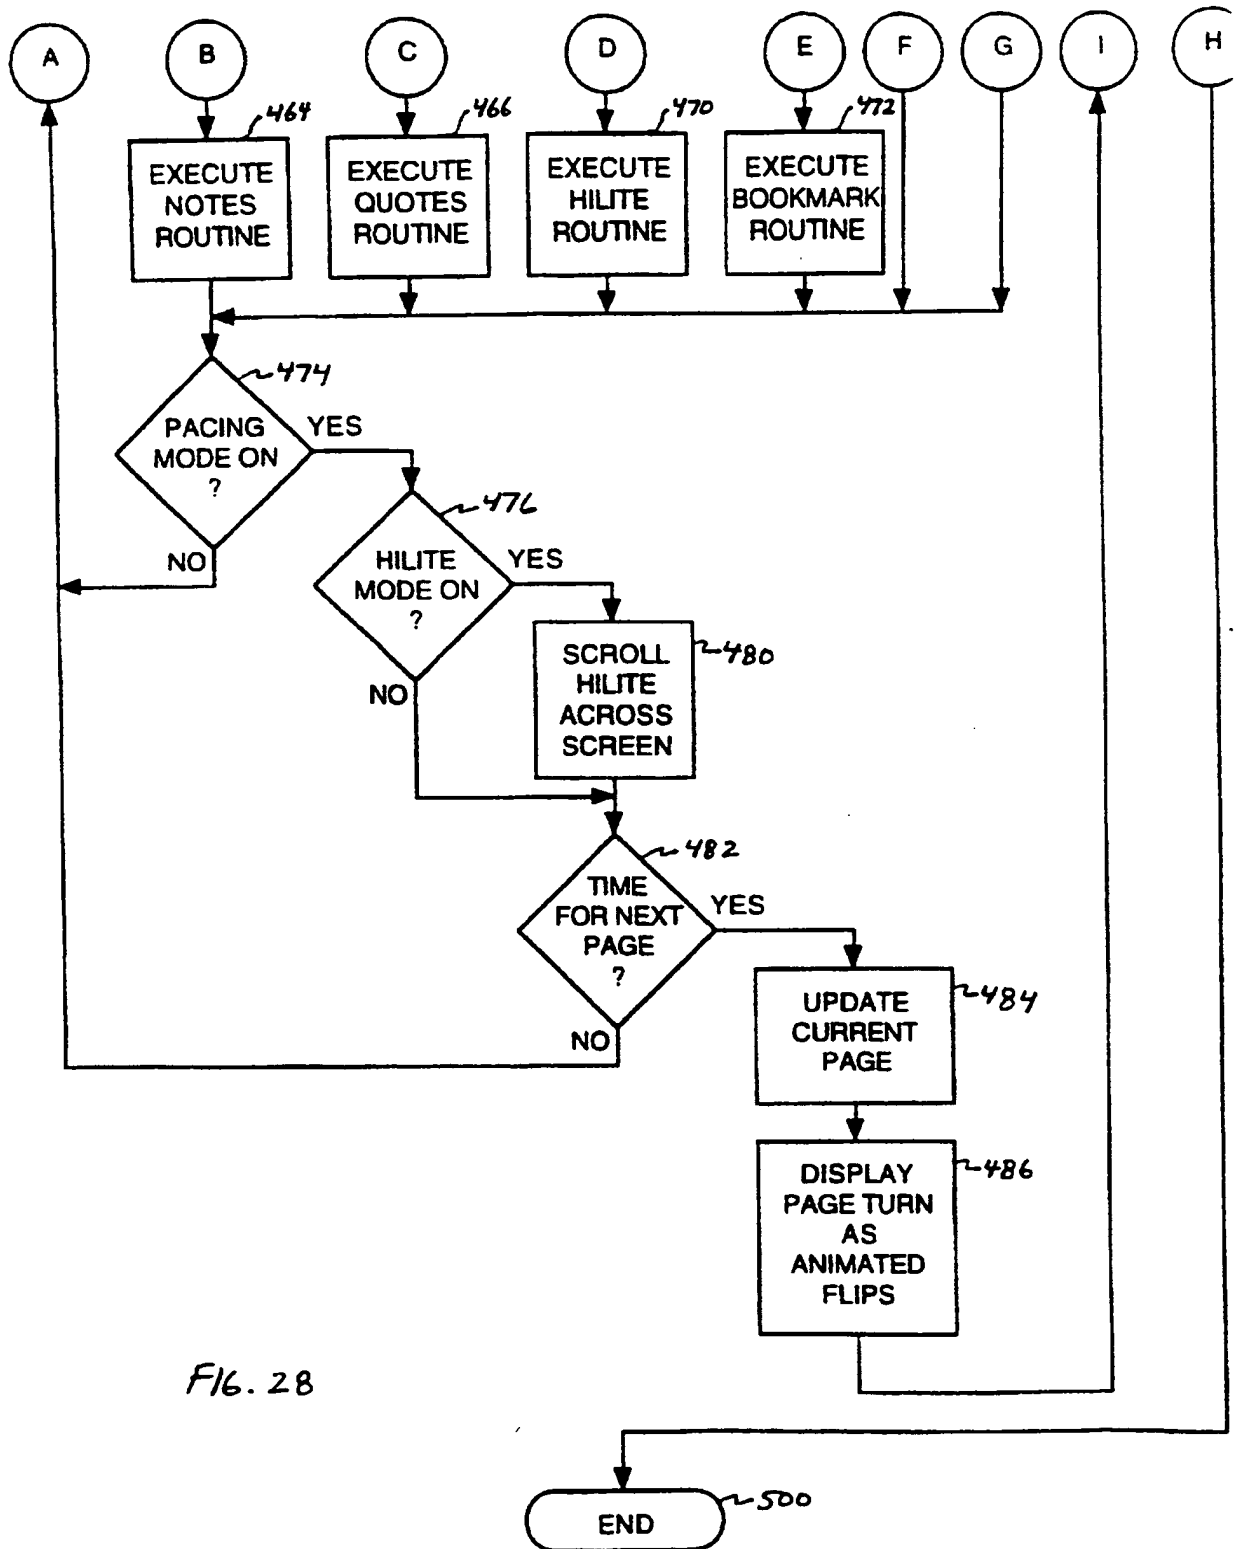 A
B
C
D
E
F
G
I
H
464
466
470
472
EXECUTE
NOTES
ROUTINE
EXECUTE
QUOTES
ROUTINE
EXECUTE
HILITE
ROUTINE
EXECUTE
BOOKMARK
ROUTINE
474
PACING
MODE ON
?
YES
NO
476
HILITE
MODE ON
?
YES
NO
480
SCROLL
HILITE
ACROSS
SCREEN
482
TIME
FOR NEXT
PAGE
?
YES
NO
484
UPDATE
CURRENT
PAGE
486
DISPLAY
PAGE TURN
AS
ANIMATED
FLIPS
FIG. 28
500
END